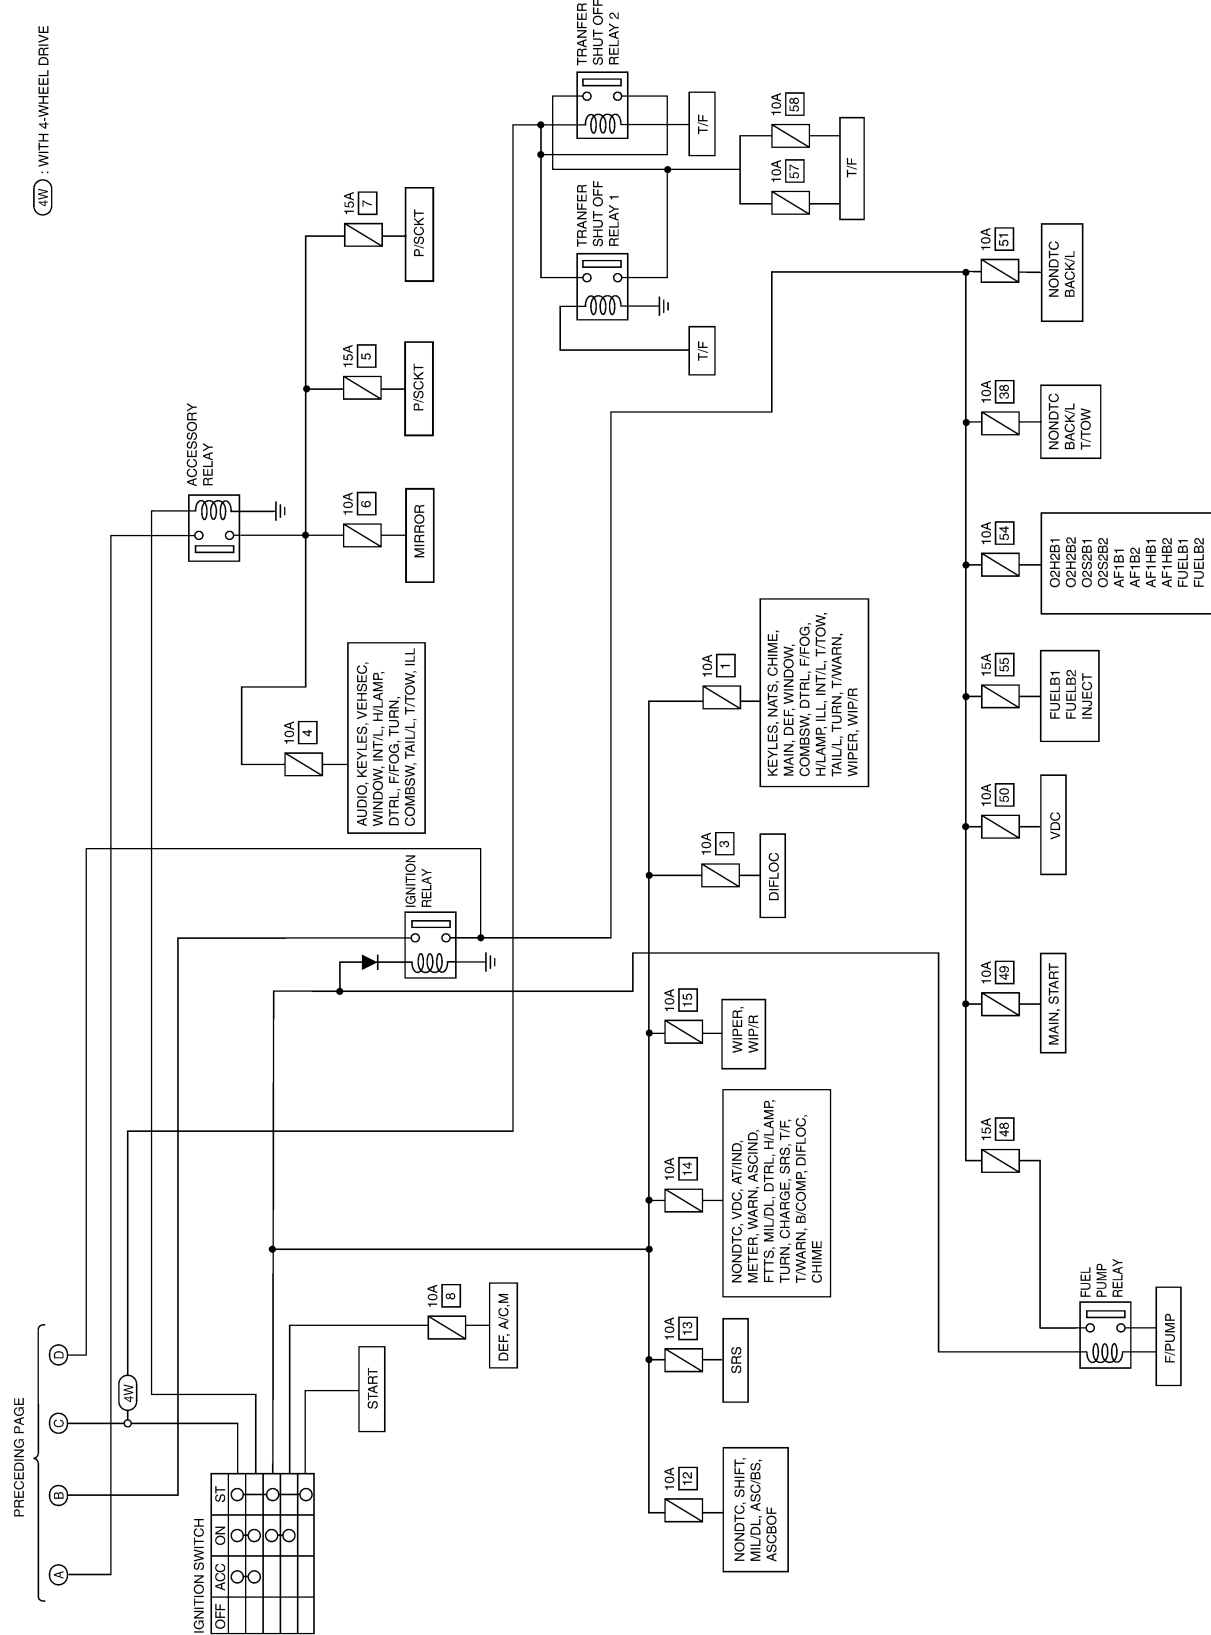 4W : WITH 4-WHEEL DRIVE
PRECEDING PAGE
A
B
C
D
4W
IGNITION SWITCH
OFF
ACC
ON
ST
START
10A
8
DEF, A/C,M
ACCESSORY
RELAY
10A
4
AUDIO, KEYLES, VEHSEC,
WINDOW, INT/L, H/LAMP,
DTRL, F/FOG, TURN,
COMBSW, TAIL/L, T/TOW, ILL
10A
6
MIRROR
15A
5
P/SCKT
15A
7
P/SCKT
IGNITION
RELAY
TRANFER
SHUT OFF
RELAY 1
T/F
TRANFER
SHUT OFF
RELAY 2
T/F
10A
57
10A
58
T/F
10A
12
NONDTC, SHIFT,
MIL/DL, ASC/BS,
ASCBOF
10A
13
SRS
10A
14
NONDTC, VDC, AT/IND,
METER, WARN, ASCIND,
FTTS, MIL/DL, DTRL, H/LAMP,
TURN, CHARGE, SRS, T/F,
T/WARN, B/COMP, DIFLOC,
CHIME
10A
15
WIPER,
WIP/R
10A
3
DIFLOC
10A
1
KEYLES, NATS, CHIME,
MAIN, DEF, WINDOW,
COMBSW, DTRL, F/FOG,
H/LAMP, ILL, INT/L, T/TOW,
TAIL/L, TURN, T/WARN,
WIPER, WIP/R
FUEL
PUMP
RELAY
F/PUMP
15A
48
10A
49
MAIN, START
10A
50
VDC
15A
55
FUELB1
FUELB2
INJECT
10A
54
O2H2B1
O2H2B2
O2S2B1
O2S2B2
AF1B1
AF1B2
AF1HB1
AF1HB2
FUELB1
FUELB2
10A
38
NONDTC
BACK/L
T/TOW
10A
51
NONDTC
BACK/L